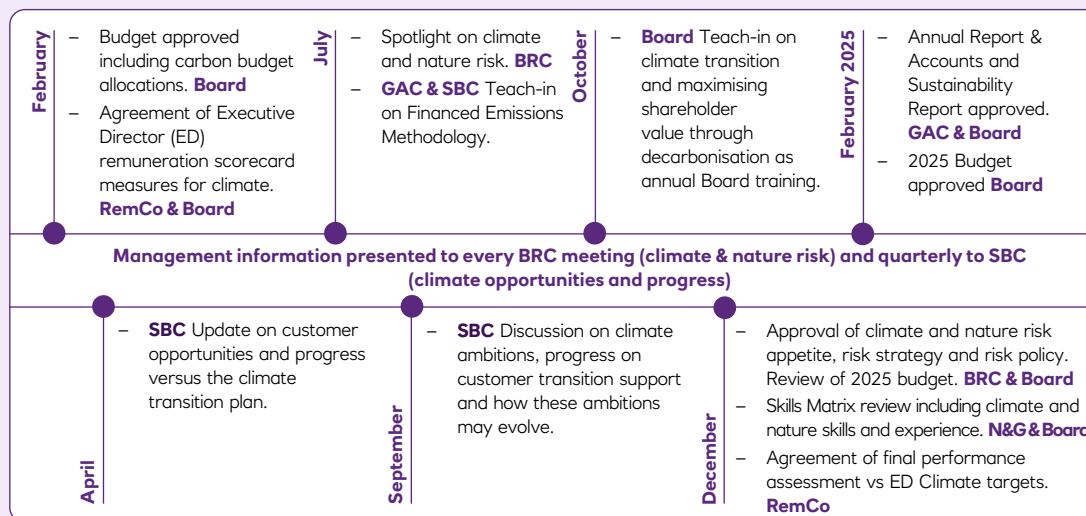 February
– Budget approved
including carbon budget
allocations. Board
– Agreement of Executive
Director (ED)
remuneration scorecard
measures for climate.
RemCo & Board
July
– Spotlight on climate
and nature risk. BRC
– GAC & SBC Teach-in
on Financed Emissions
Methodology.
October
– Board Teach-in on
climate transition
and maximising
shareholder
value through
decarbonisation as
annual Board training.
February 2025
– Annual Report &
Accounts and
Sustainability
Report approved.
GAC & Board
– 2025 Budget
approved Board
Management information presented to every BRC meeting (climate & nature risk) and quarterly to SBC
(climate opportunities and progress)
April
– SBC Update on customer
opportunities and progress
versus the climate
transition plan.
September
– SBC Discussion on climate
ambitions, progress on
customer transition support
and how these ambitions
may evolve.
December
– Approval of climate and nature risk
appetite, risk strategy and risk policy.
Review of 2025 budget. BRC & Board
– Skills Matrix review including climate and
nature skills and experience. N&G & Board
– Agreement of final performance
assessment vs ED Climate targets.
RemCo